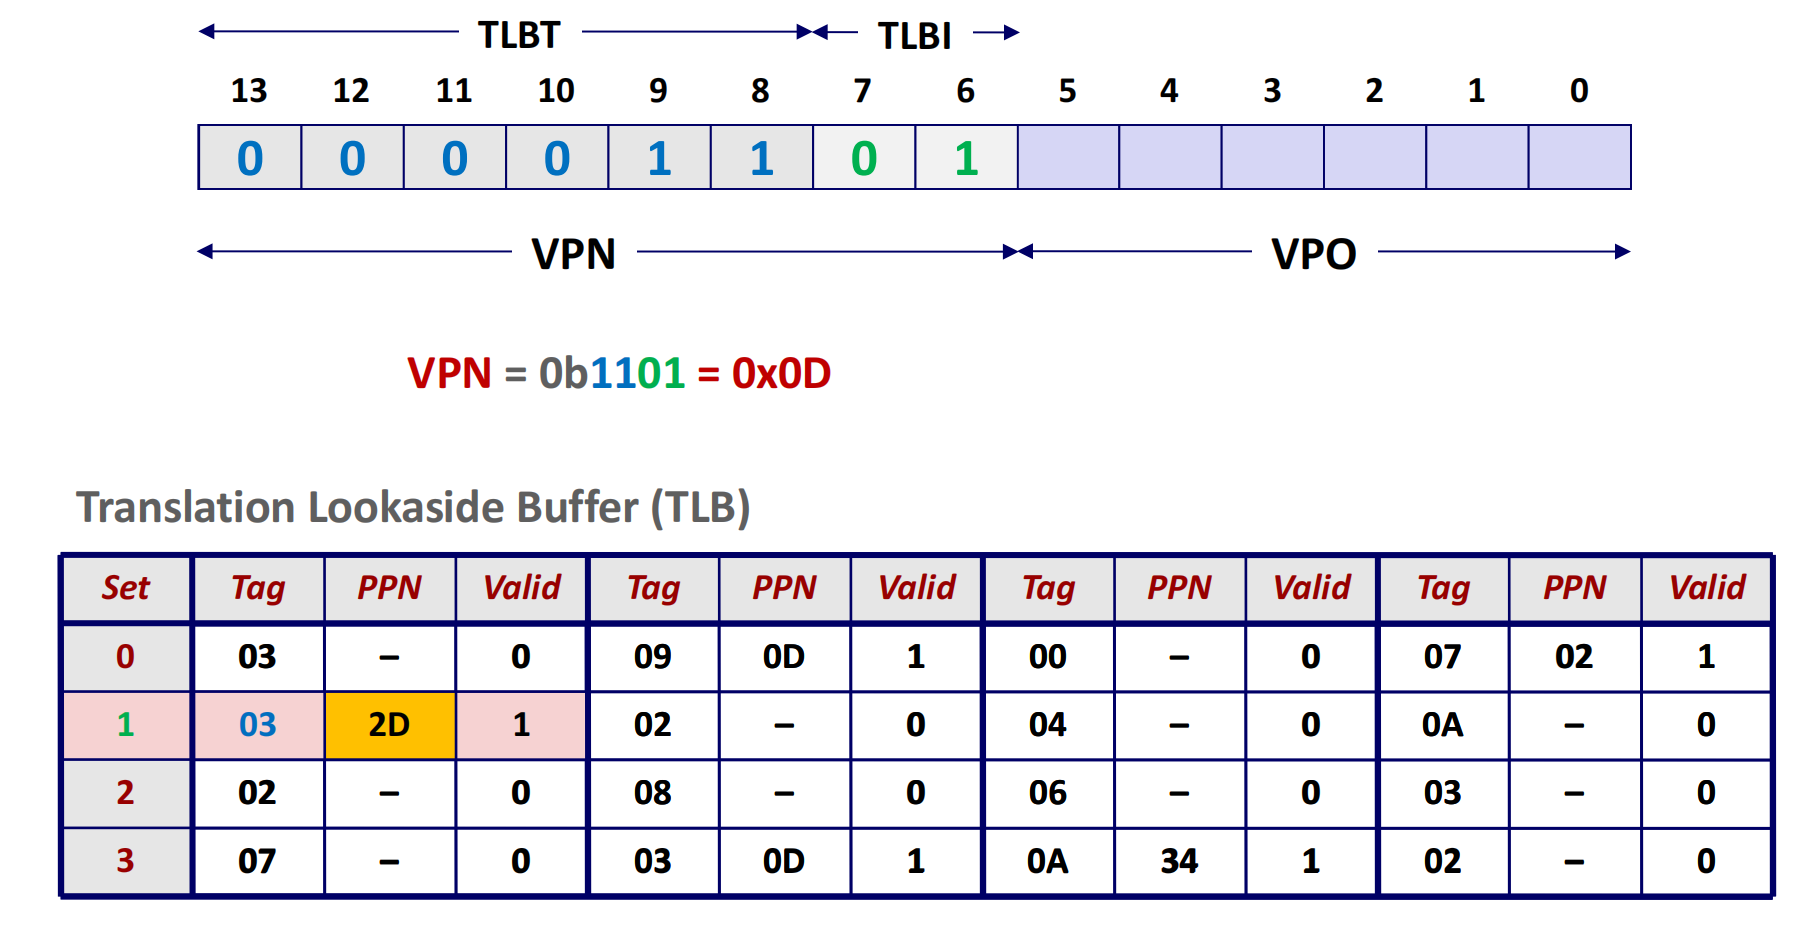 TLBT TLBI
13 12 11 10 9 8 7 6 5 4 3 2 1 0
0 0 0 0 1 1 0 1
VPN VPO
VPN = 0b1101 = 0x0D
Translation Lookaside Buffer (TLB)
Set Tag PPN Valid Tag PPN Valid Tag PPN Valid Tag PPN Valid
0 03 – 0 09 0D 1 00 – 0 07 02 1
1 03 2D 1 02 – 0 04 – 0 0A – 0
2 02 – 0 08 – 0 06 – 0 03 – 0
3 07 – 0 03 0D 1 0A 34 1 02 – 0